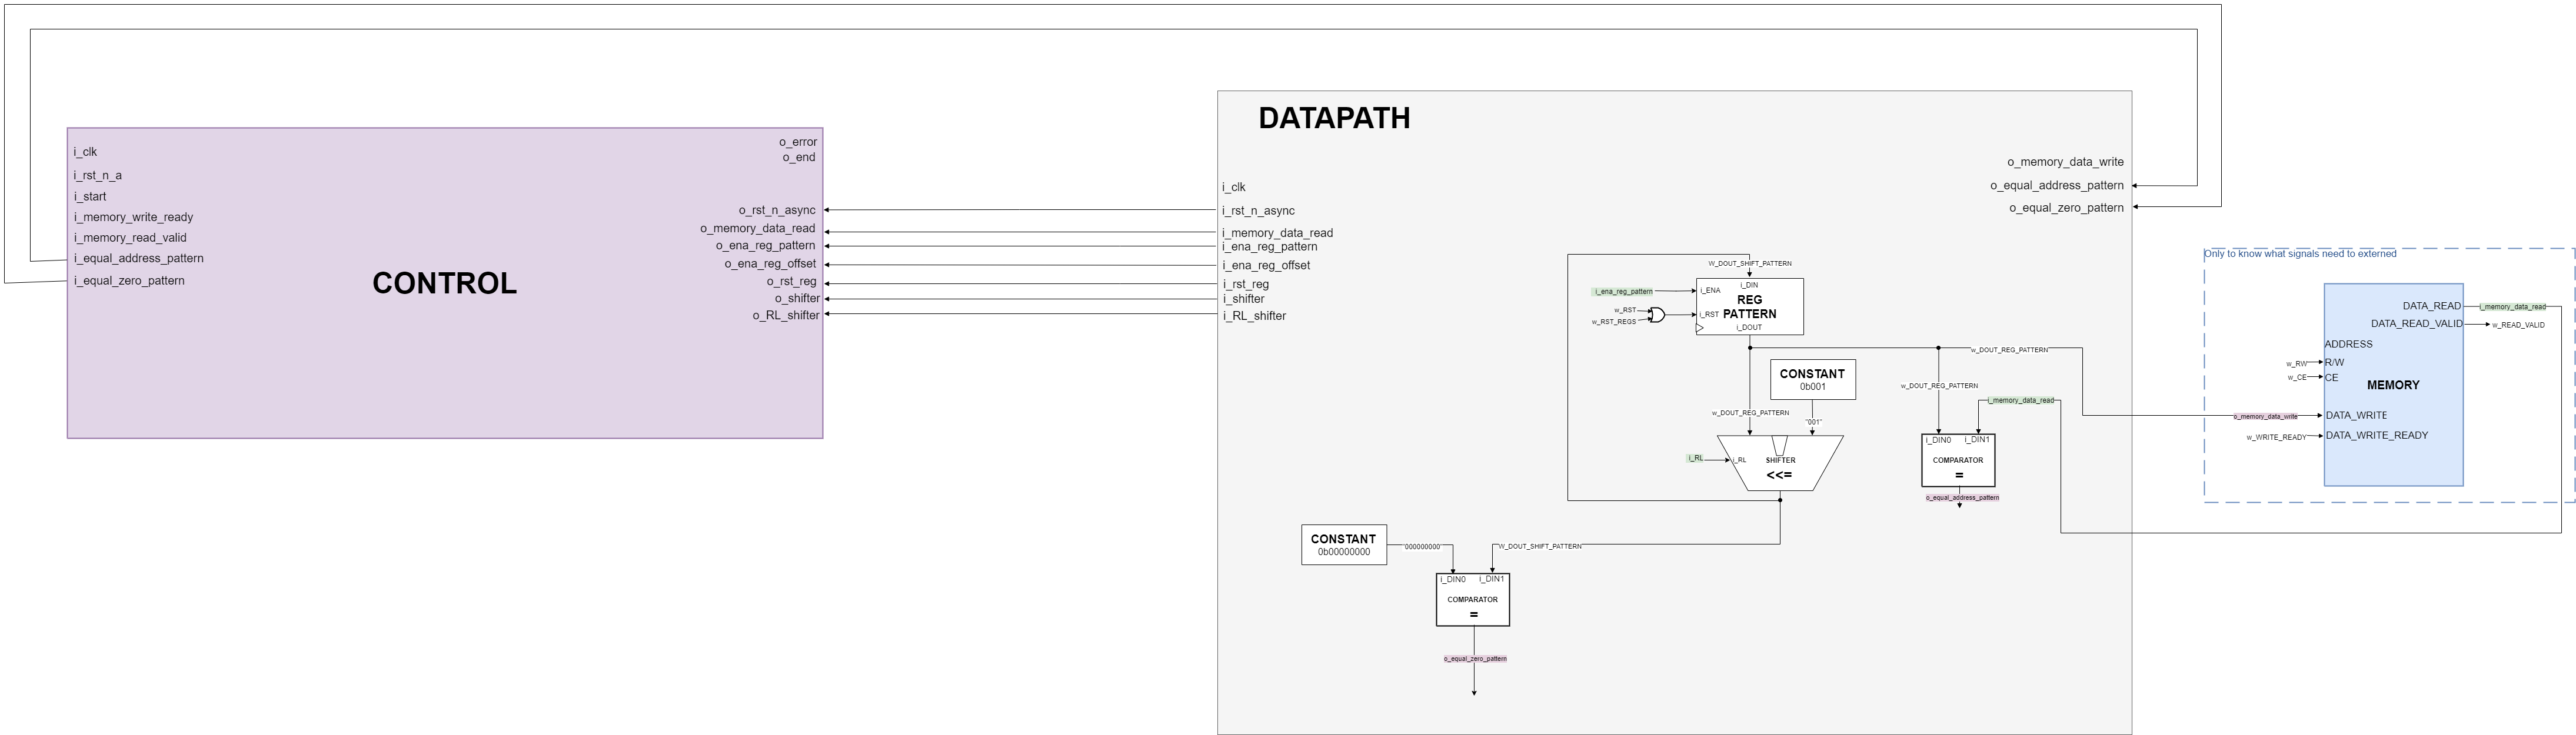 CONTROL
i_clk
i_rst_n_a
i_start
i_memory_write_ready
i_memory_read_valid
i_equal_address_pattern
i_equal_zero_pattern
o_error
o_end
o_rst_n_async
o_memory_data_read
o_ena_reg_pattern
o_ena_reg_offset
o_rst_reg
o_shifter
o_RL_shifter
DATAPATH
i_clk
i_rst_n_async
i_memory_data_read
i_ena_reg_pattern
i_ena_reg_offset
i_rst_reg
i_shifter
i_RL_shifter
o_memory_data_write
o_equal_address_pattern
o_equal_zero_pattern
W_DOUT_SHIFT_PATTERN
i_ena_reg_pattern
w_RST
w_RST_REGS
i_DIN
i_ENA
REG
PATTERN
i_RST
i_DOUT
w_DOUT_REG_PATTERN
CONSTANT
0b001
w_DOUT_REG_PATTERN
w_DOUT_REG_PATTERN
"001"
i_RL
i_RL
SHIFTER
<<=
i_memory_data_read
i_DIN0
i_DIN1
COMPARATOR
=
o_equal_address_pattern
CONSTANT
0b00000000
"000000000"
W_DOUT_SHIFT_PATTERN
i_DIN0
i_DIN1
COMPARATOR
=
o_equal_zero_pattern
Only to know what signals need to externed
DATA_READ
i_memory_data_read
DATA_READ_VALID
w_READ_VALID
ADDRESS
w_RW
R/W
w_CE
CE
MEMORY
o_memory_data_write
DATA_WRITE
w_WRITE_READY
DATA_WRITE_READY